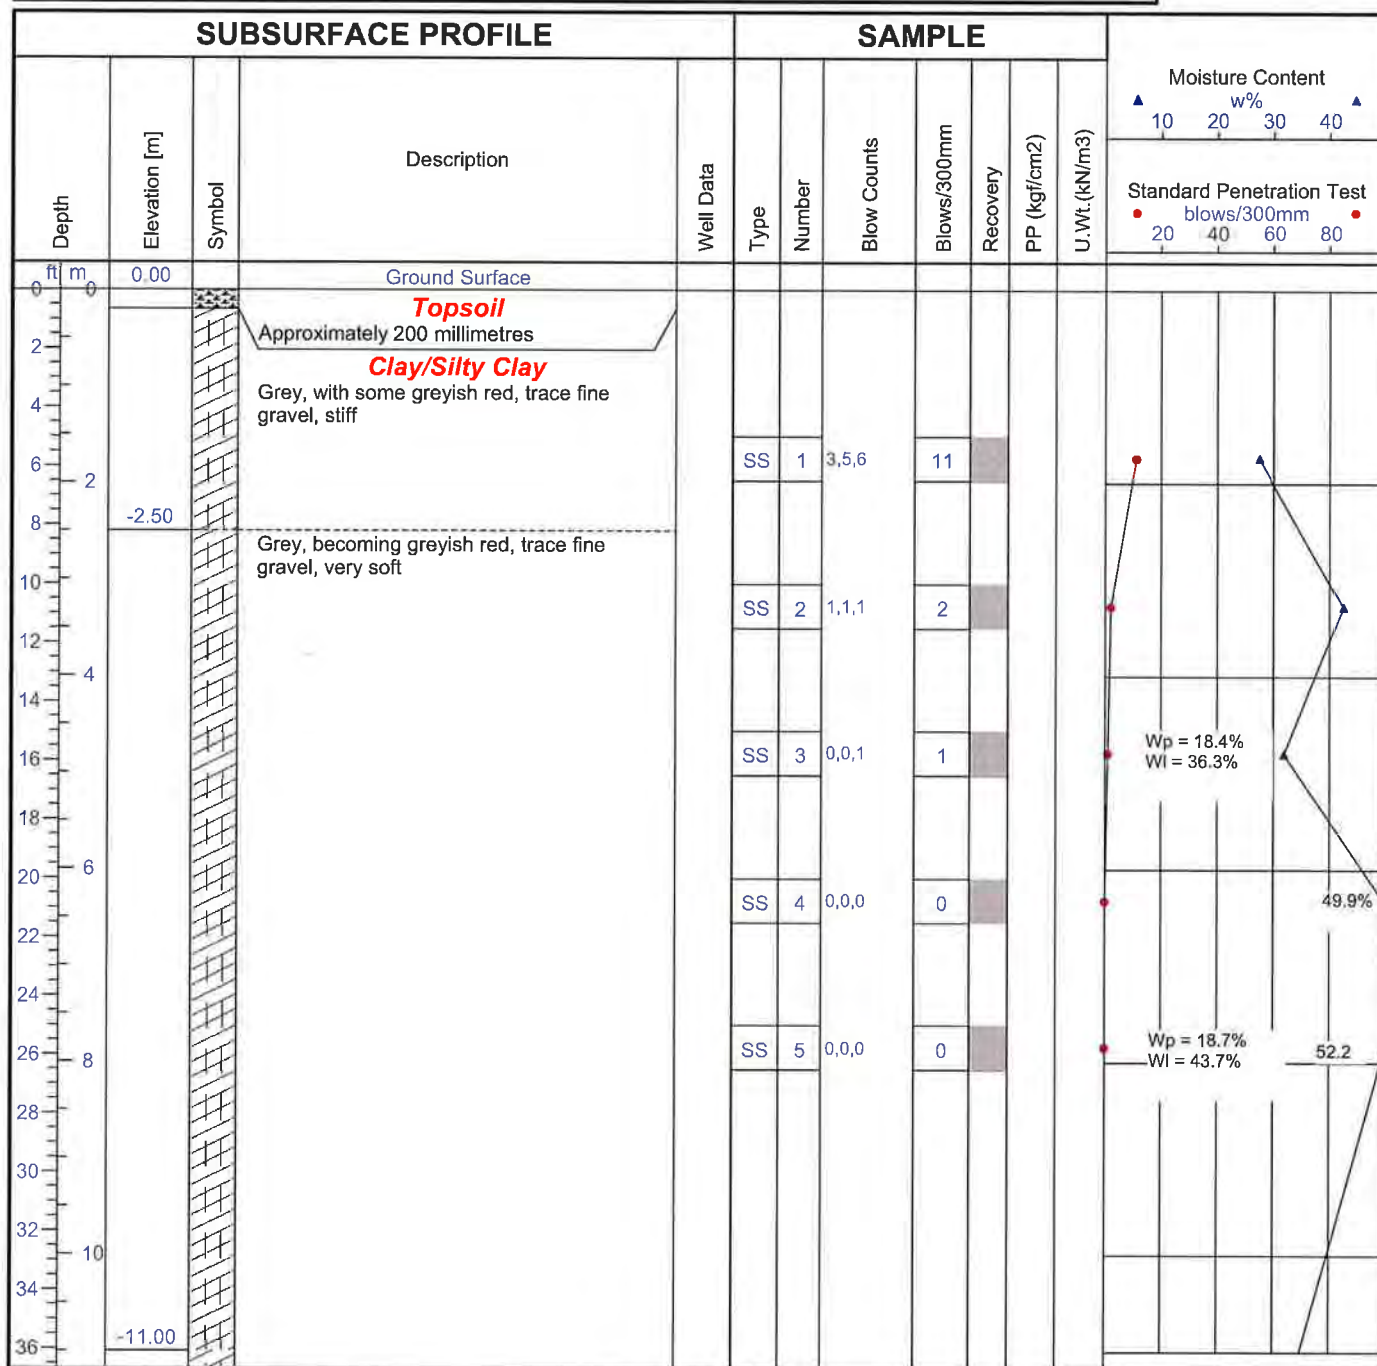 SUBSURFACE PROFILE
SAMPLE
Depth
Elevation [m]
Symbol
Description
Well Data
Type
Number
Blow Counts
Blows/300mm
Recovery
PP (kgf/cm2)
U.Wt.(kN/m3)
Moisture Content
w%
10 20 30 40
Standard Penetration Test
blows/300mm
20 40 60 80
ft m 0.00 Ground Surface
0 0
Topsoil
Approximately 200 millimetres
2
Clay/Silty Clay
Grey, with some greyish red, trace fine
4
gravel, stiff
6 SS 1 3,5,6 11
2
8 -2.50
Grey, becoming greyish red, trace fine
gravel, very soft
10
SS 2 1,1,1 2
12
4
14
16 SS 3 0,0,1 1 Wp = 18.4%
Wl = 36.3%
18
6
20
SS 4 0,0,0 0 49.9%
22
24
26 SS 5 0,0,0 0 Wp = 18.7% 52.2
8 Wl = 43.7%
28
30
32
10
34
-11.00
36